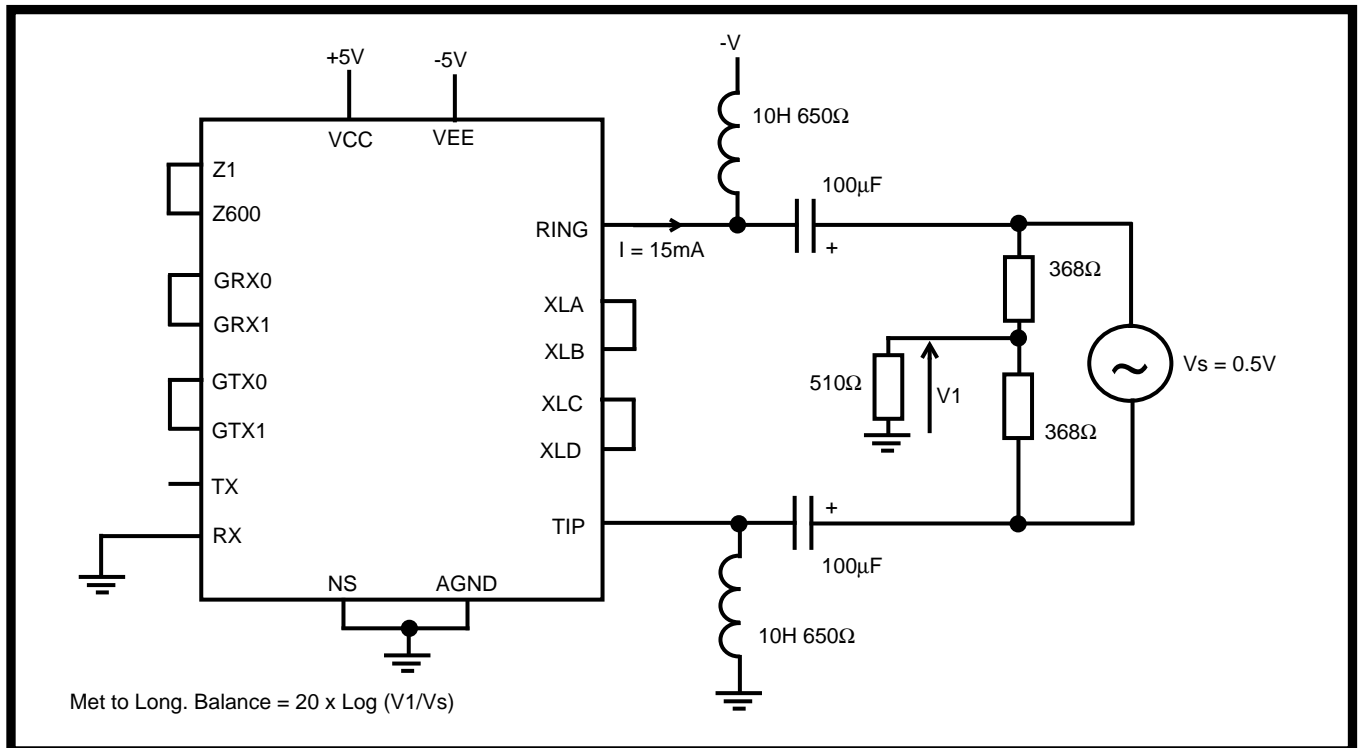 -V
+5V
-5V
10H 650Ω
VCC
VEE
Z1
Z600
100μF
RING
+
I = 15mA
368Ω
GRX0
GRX1
XLA
XLB
Vs = 0.5V
510Ω
V1
GTX0
GTX1
XLC
XLD
368Ω
TX
RX
TIP
+
100μF
NS
AGND
10H 650Ω
Met to Long. Balance = 20 x Log (V1/Vs)